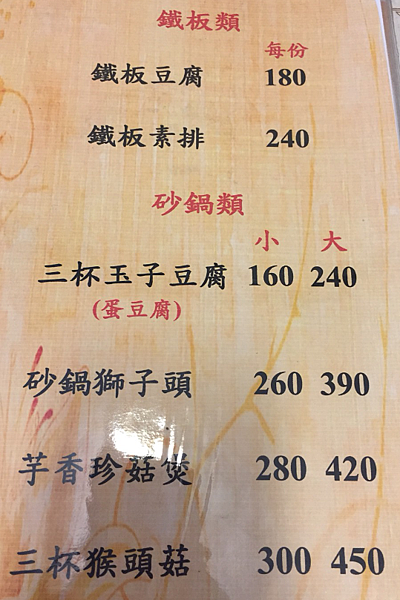 鐵板類
每份
鐵板豆腐 180
鐵板素排 240
砂鍋類
小 大
三杯玉子豆腐 160 240
(蛋豆腐)
砂鍋獅子頭 260 390
芋香珍菇煲 280 420
三杯猴頭菇 300 450